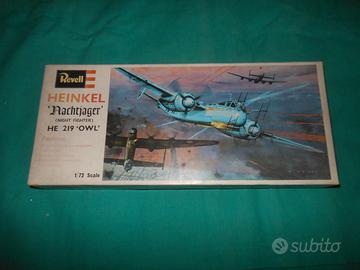 Revell
HEINKEL
'Nachtjager'
(NIGHT FIGHTER)
HE 219 'OWL'
1/72 Scale
subito